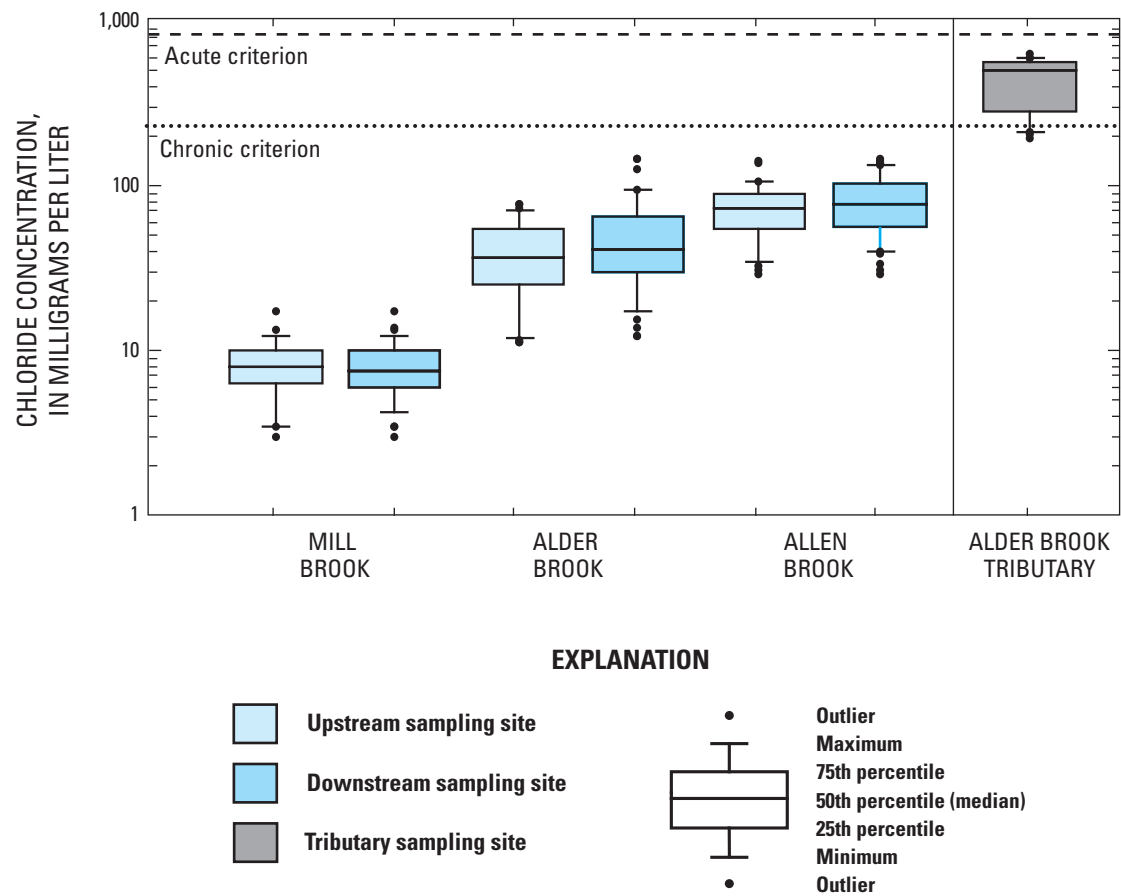 CHLORIDE CONCENTRATION,
IN MILLIGRAMS PER LITER
1,000
100
10
1
Acute criterion
Chronic criterion
MILL
BROOK
ALDER
BROOK
ALLEN
BROOK
ALDER BROOK
TRIBUTARY
EXPLANATION
Upstream sampling site
Downstream sampling site
Tributary sampling site
Outlier
Maximum
75th percentile
50th percentile (median)
25th percentile
Minimum
Outlier